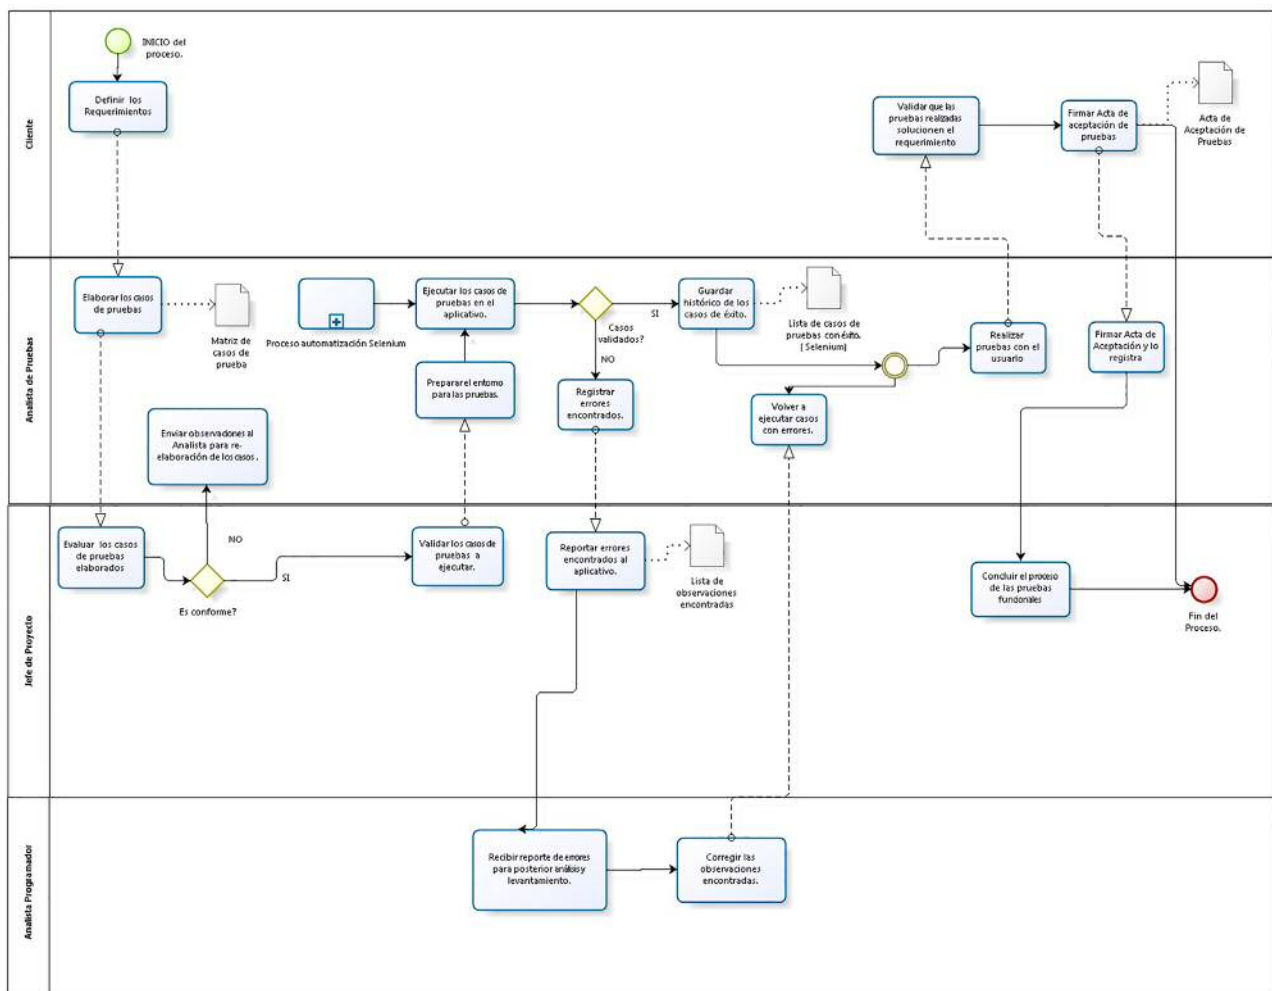 Cliente
INICIO del
proceso.
Definir los
Requerimientos
Validar que las
pruebas realizadas
solucionen el
requerimiento
Firmar Acta de
aceptación de
pruebas
Acta de
Aceptación de
Pruebas
Analista de Pruebas
Elaborar los casos
de pruebas
Matriz de
casos de
prueba
Proceso automatización Selenium
Ejecutar los casos de
pruebas en el
aplicativo.
Casos
validados?
SI
NO
Guardar
histórico de los
casos de éxito.
Lista de casos de
pruebas con éxito.
( Selenium)
Realizar
pruebas con el
usuario
Firmar Acta de
Aceptación y lo
registra
Preparar el entorno
para las pruebas.
Registrar
errores
encontrados.
Volver a
ejecutar casos
con errores.
Enviar observaciones al
Analista para re-
elaboración de los casos .
Jefe de Proyecto
Evaluar los casos
de pruebas
elaborados
NO
SI
Es conforme?
Validar los casos de
pruebas a
ejecutar.
Reportar errores
encontrados al
aplicativo.
Lista de
observaciones
encontradas
Concluir el proceso
de las pruebas
funcionales
Fin del
Proceso.
Analista Programador
Recibir reporte de errores
para posterior análisis y
levantamiento.
Corregir las
observaciones
encontradas.